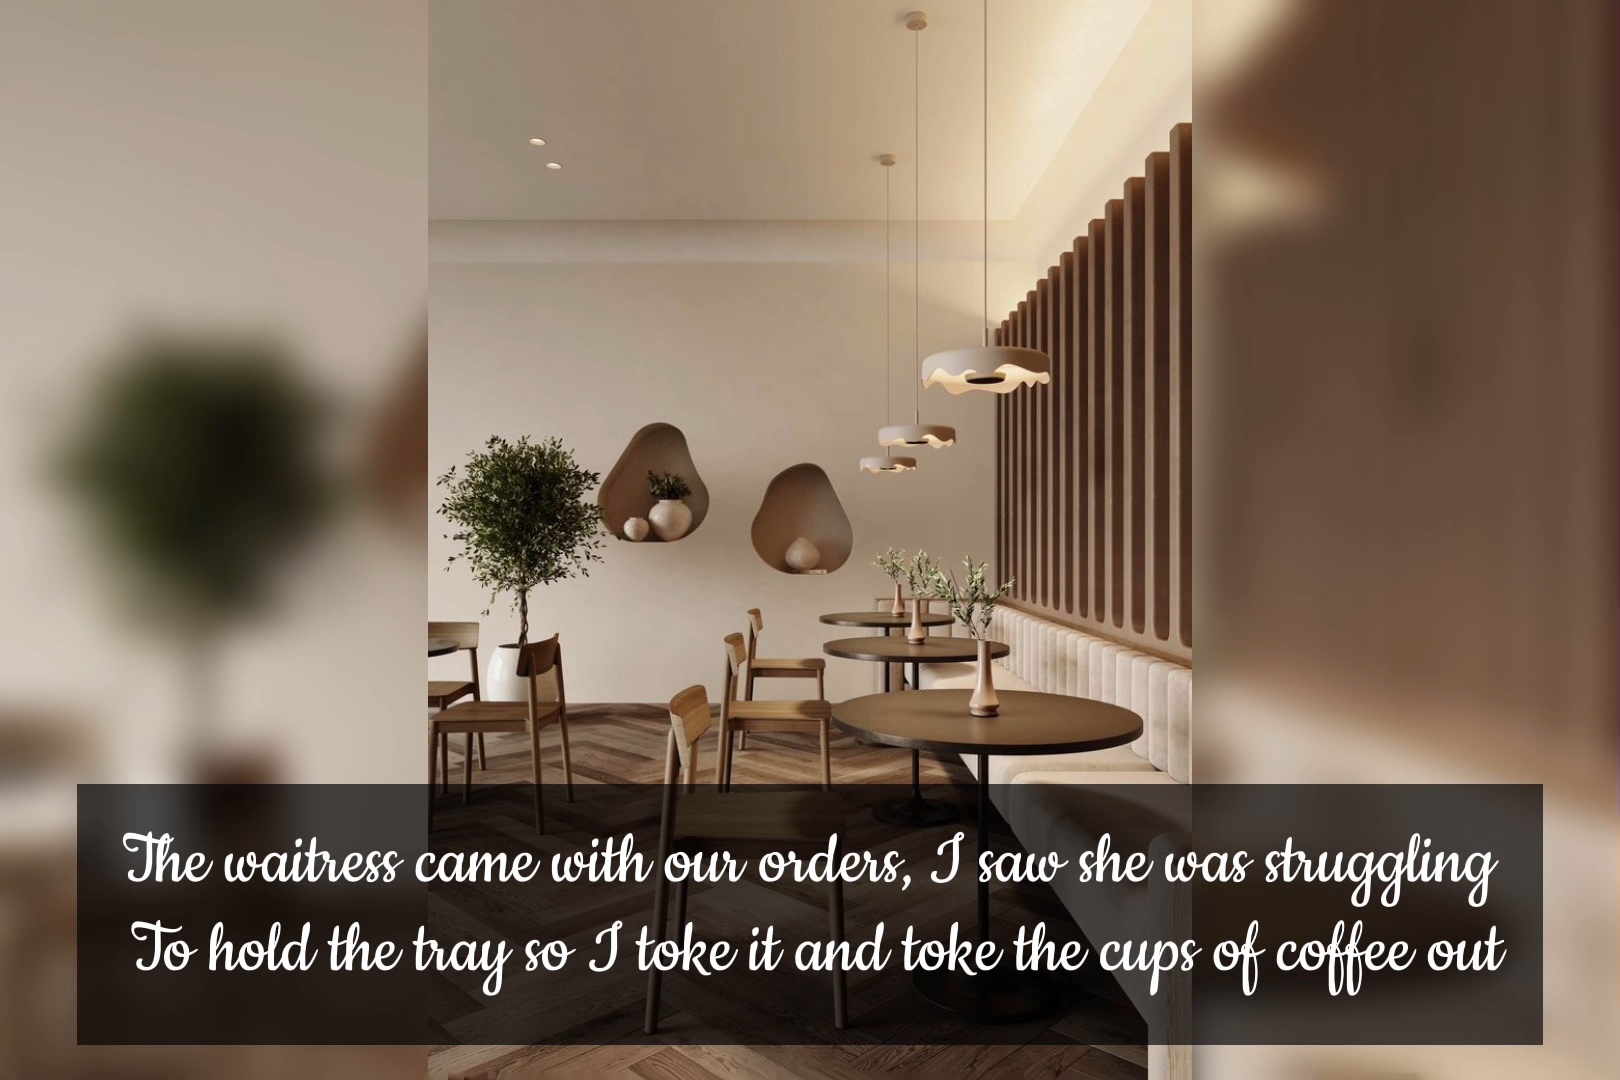 The waitress came with our orders, I saw she was struggling
To hold the tray so I toke it and toke the cups of coffee out